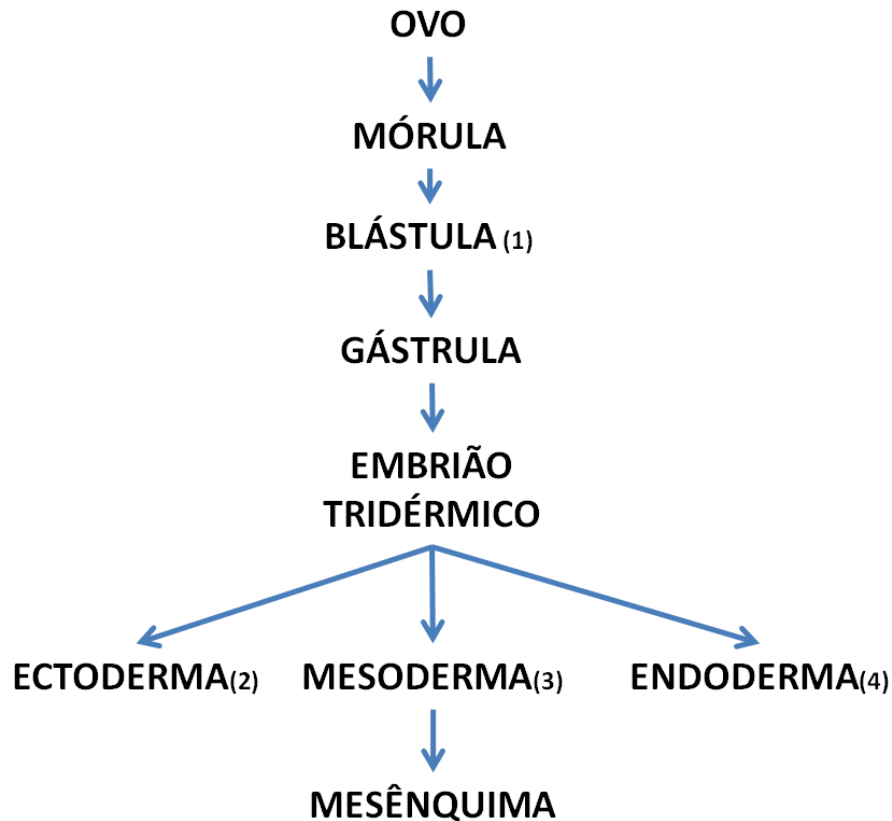 OVO
MÓRULA
BLÁSTULA (1)
GÁSTRULA
EMBRIÃO
TRIDÉRMICO
ECTODERMA(2) MESODERMA(3) ENDODERMA(4)
MESÊNQUIMA